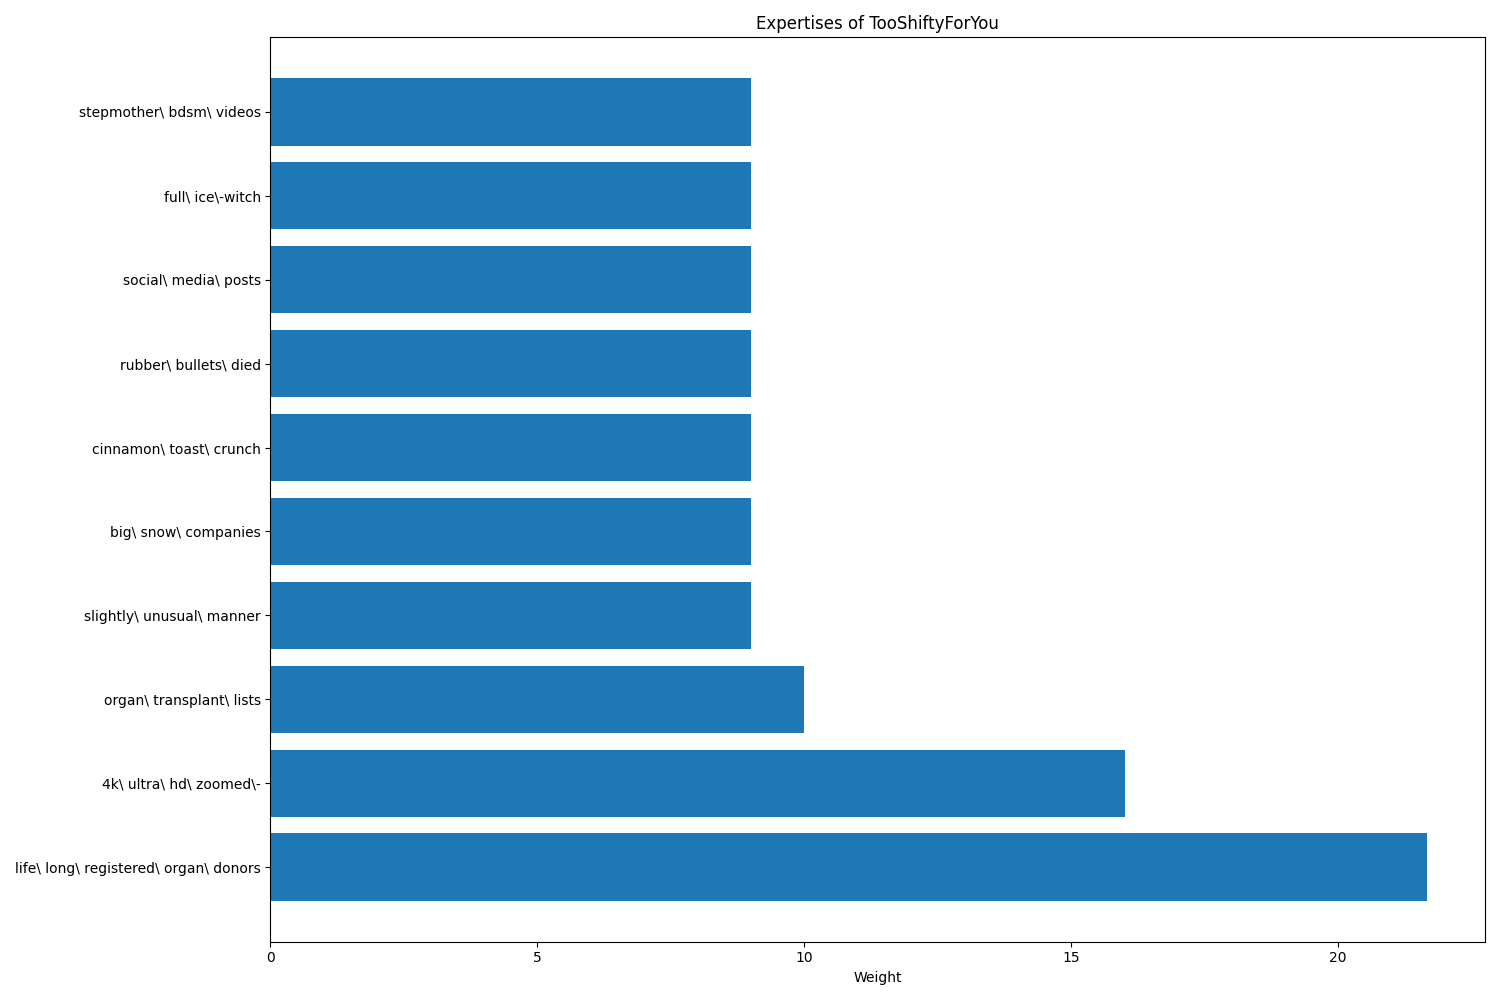 Expertises of TooShiftyForYou
stepmother\ bdsm\ videos
full\ ice\-witch
social\ media\ posts
rubber\ bullets\ died
cinnamon\ toast\ crunch
big\ snow\ companies
slightly\ unusual\ manner
organ\ transplant\ lists
4k\ ultra\ hd\ zoomed\-
life\ long\ registered\ organ\ donors
0 5 10 15 20
Weight